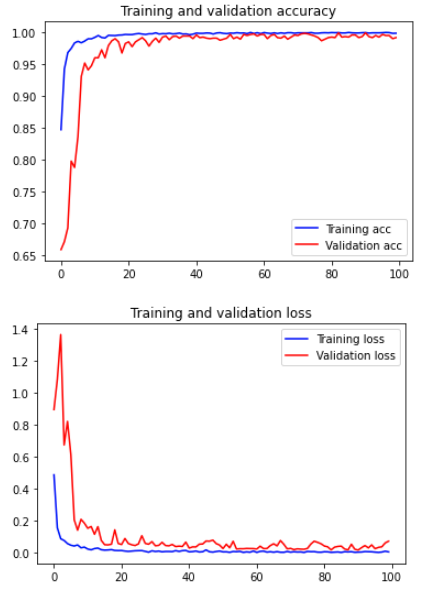 Training and validation accuracy
1.00
0.95
0.90
0.85
0.80
0.75
0.70
0.65
Training acc
Validation acc
0 20 40 60 80 100
Training and validation loss
1.4
1.2
1.0
0.8
0.6
0.4
0.2
0.0
Training loss
Validation loss
0 20 40 60 80 100